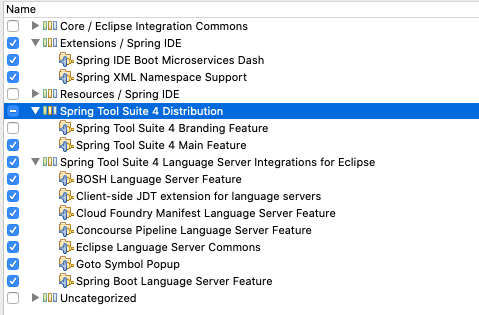 Name
Core / Eclipse Integration Commons
Extensions / Spring IDE
Spring IDE Boot Microservices Dash
Spring XML Namespace Support
Resources / Spring IDE
Spring Tool Suite 4 Distribution
Spring Tool Suite 4 Branding Feature
Spring Tool Suite 4 Main Feature
Spring Tool Suite 4 Language Server Integrations for Eclipse
BOSH Language Server Feature
Client-side JDT extension for language servers
Cloud Foundry Manifest Language Server Feature
Concourse Pipeline Language Server Feature
Eclipse Language Server Commons
Goto Symbol Popup
Spring Boot Language Server Feature
Uncategorized